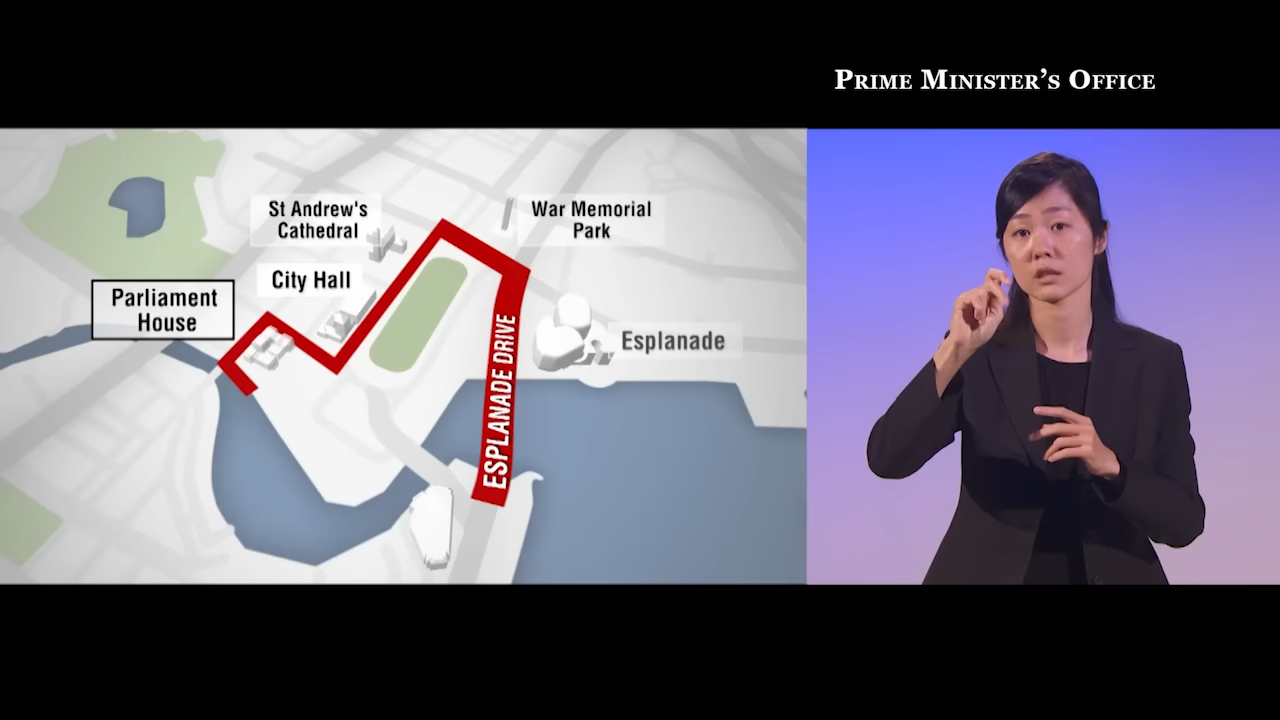 PRIME MINISTER'S OFFICE
St Andrew's
Cathedral
War Memorial
Park
City Hall
Parliament
House
Esplanade
ESPLANADE DRIVE